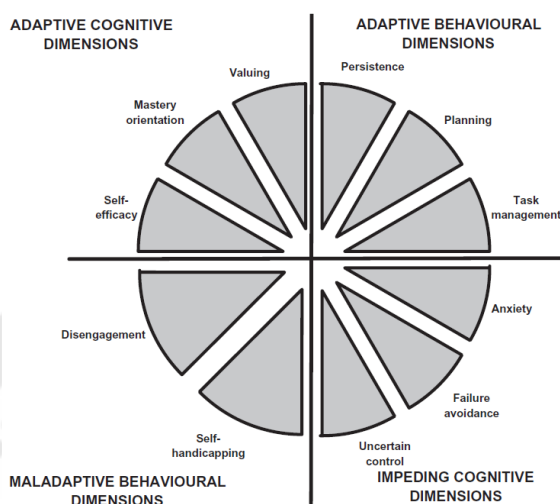 ADAPTIVE COGNITIVE
DIMENSIONS
ADAPTIVE BEHAVIOURAL
DIMENSIONS
Valuing
Persistence
Mastery
orientation
Planning
Self-
efficacy
Task
management
Disengagement
Anxiety
Self-
handicapping
Failure
avoidance
Uncertain
control
MALADAPTIVE BEHAVIOURAL
DIMENSIONS
IMPEDING COGNITIVE
DIMENSIONS